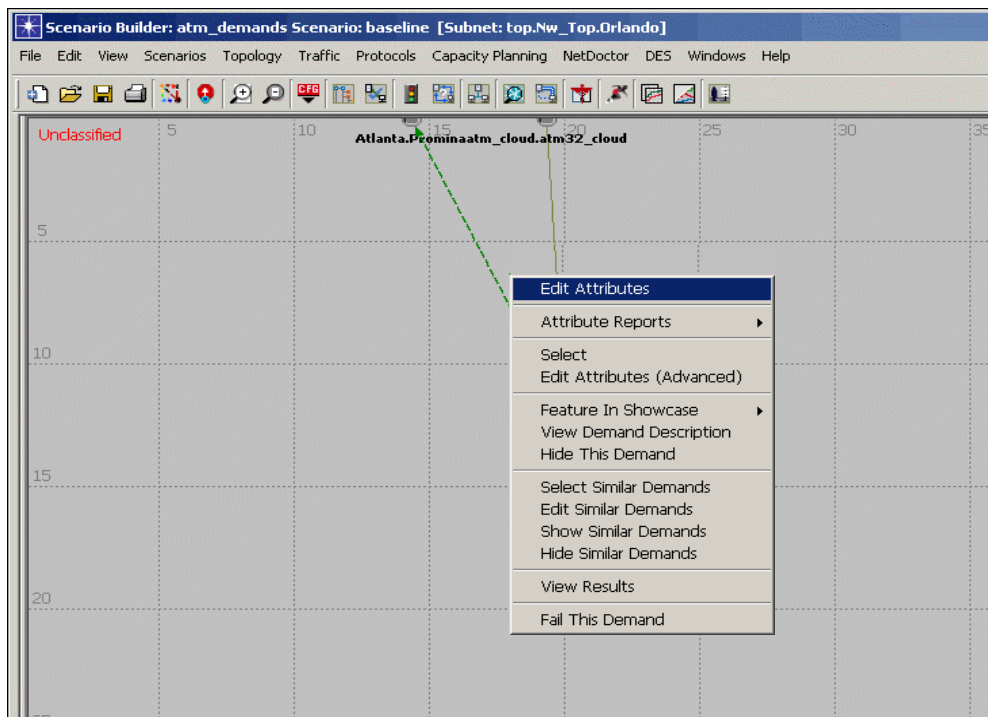 Scenario Builder: atm_demands Scenario: baseline [Subnet: top.Nw_Top.Orlando]
File Edit View Scenarios Topology Traffic Protocols Capacity Planning NetDoctor DES Windows Help
CFG
Unclassified 5 10 15 20 25 30 35
Atlanta.Prominaatm_cloud.atm32_cloud
5
Edit Attributes
Attribute Reports
10
Select
Edit Attributes (Advanced)
Feature In Showcase
View Demand Description
Hide This Demand
15
Select Similar Demands
Edit Similar Demands
Show Similar Demands
Hide Similar Demands
View Results
20
Fail This Demand